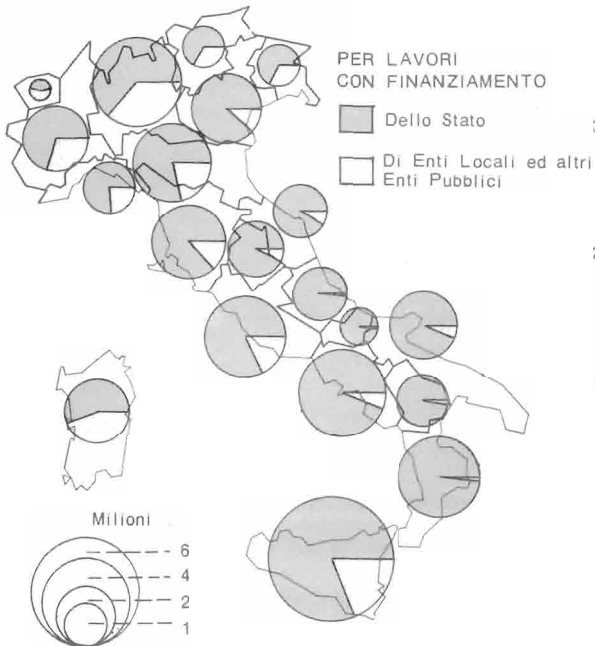 PER LAVORI
CON FINANZIAMENTO
Dello Stato
Di Enti Locali ed altri
Enti Pubblici
Milioni
6
4
2
1